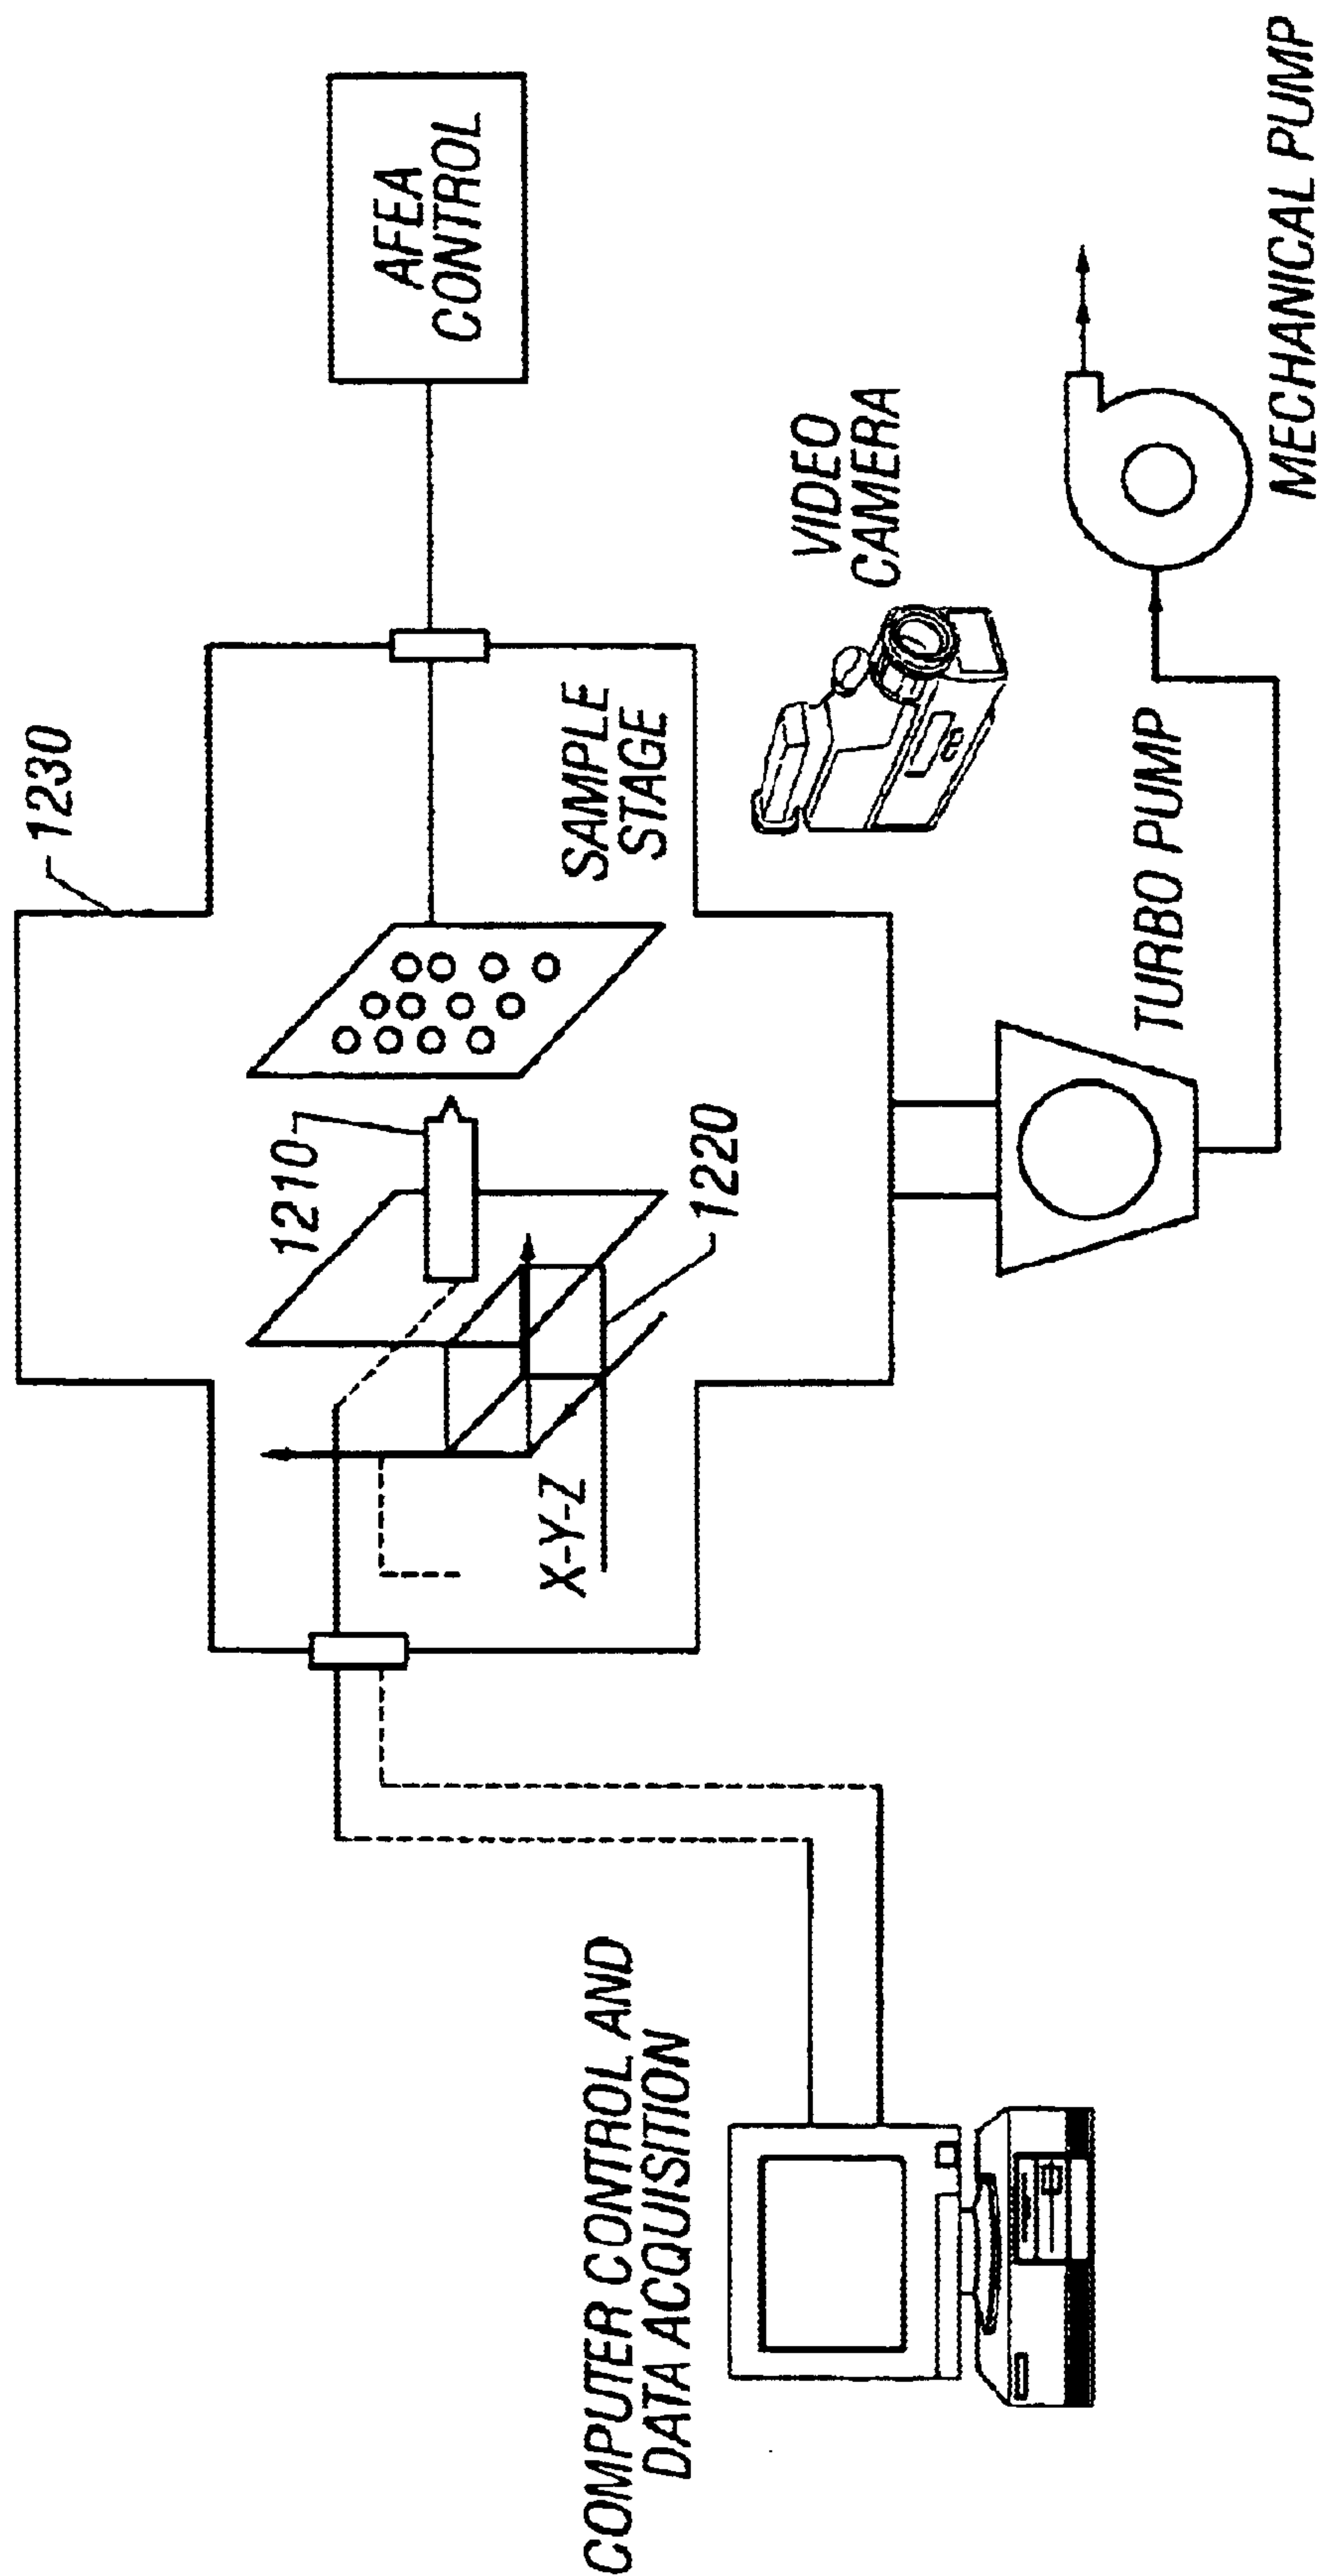 1230
AFEA
CONTROL
1210
SAMPLE
STAGE
X-Y-Z
1220
VIDEO
CAMERA
COMPUTER CONTROL AND
DATA ACQUISITION
TURBO PUMP
MECHANICAL PUMP